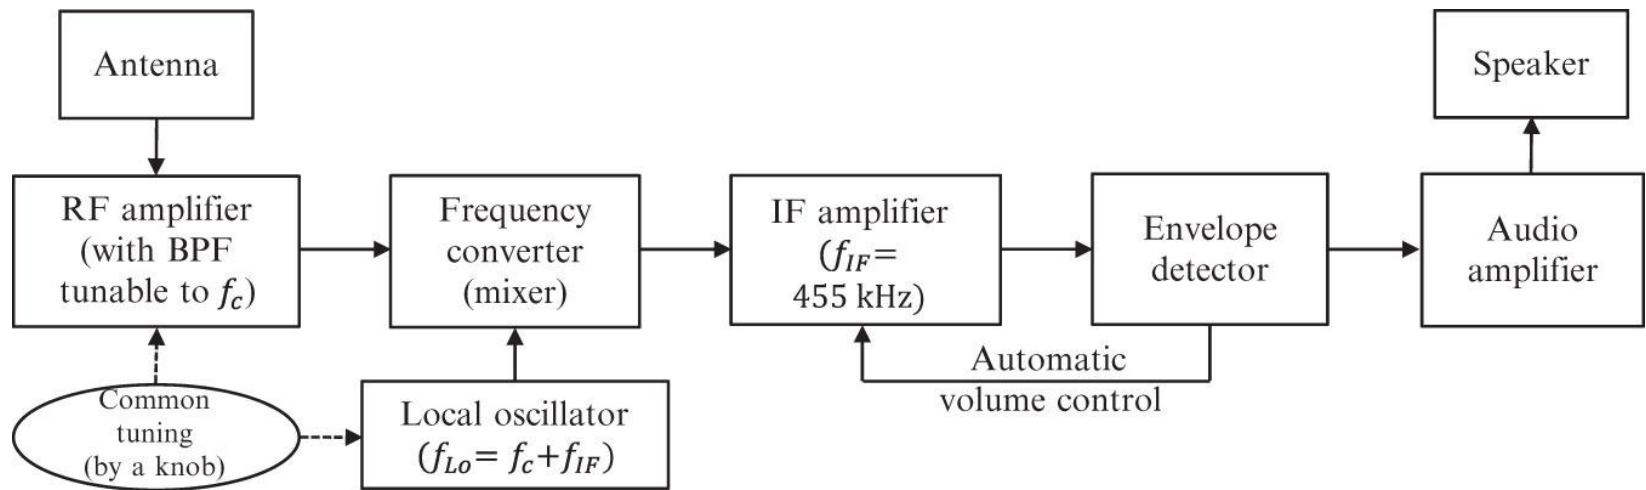 Antenna
Speaker
RF amplifier
(with BPF
tunable to f_c)
Frequency
converter
(mixer)
IF amplifier
(f_IF=
455 kHz)
Envelope
detector
Audio
amplifier
Automatic
volume control
Common
tuning
(by a knob)
Local oscillator
(f_Lo= f_c+f_IF)